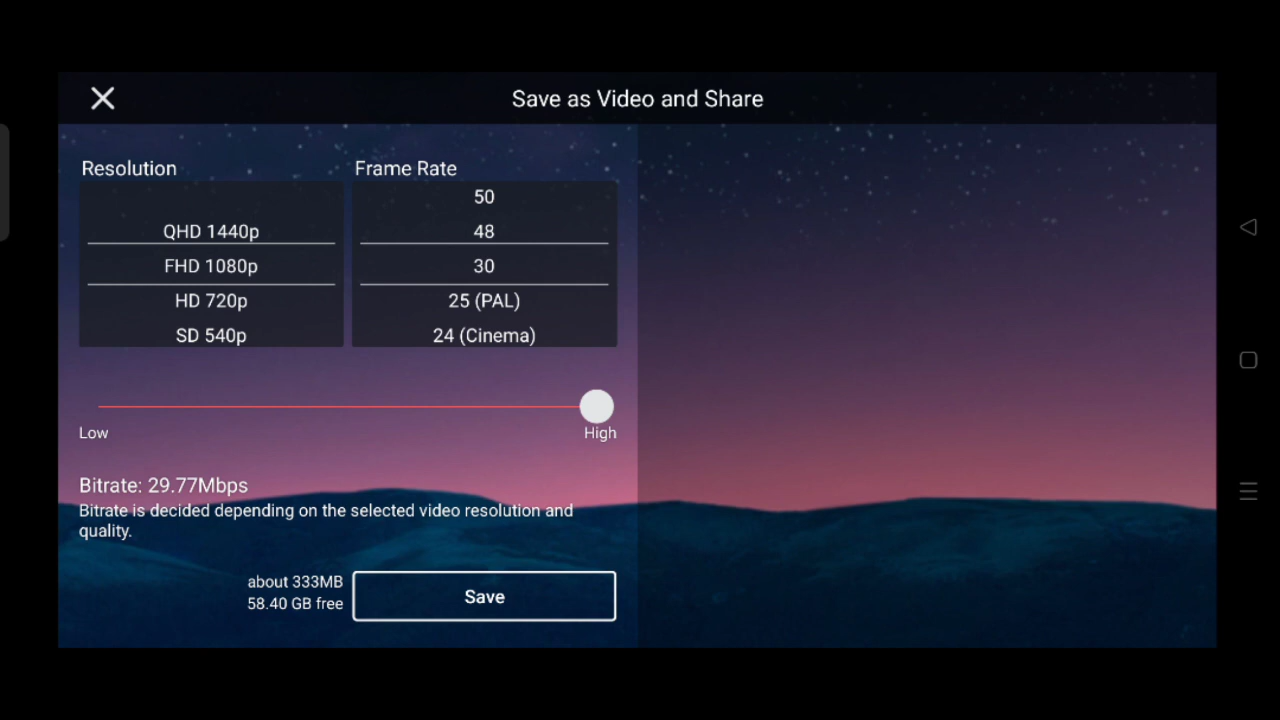 Save as Video and Share
Resolution
Frame Rate
50
QHD 1440p
48
FHD 1080p
30
HD 720p
25 (PAL)
SD 540p
24 (Cinema)
Low
High
Bitrate: 29.77Mbps
Bitrate is decided depending on the selected video resolution and
quality.
about 333MB
58.40 GB free
Save